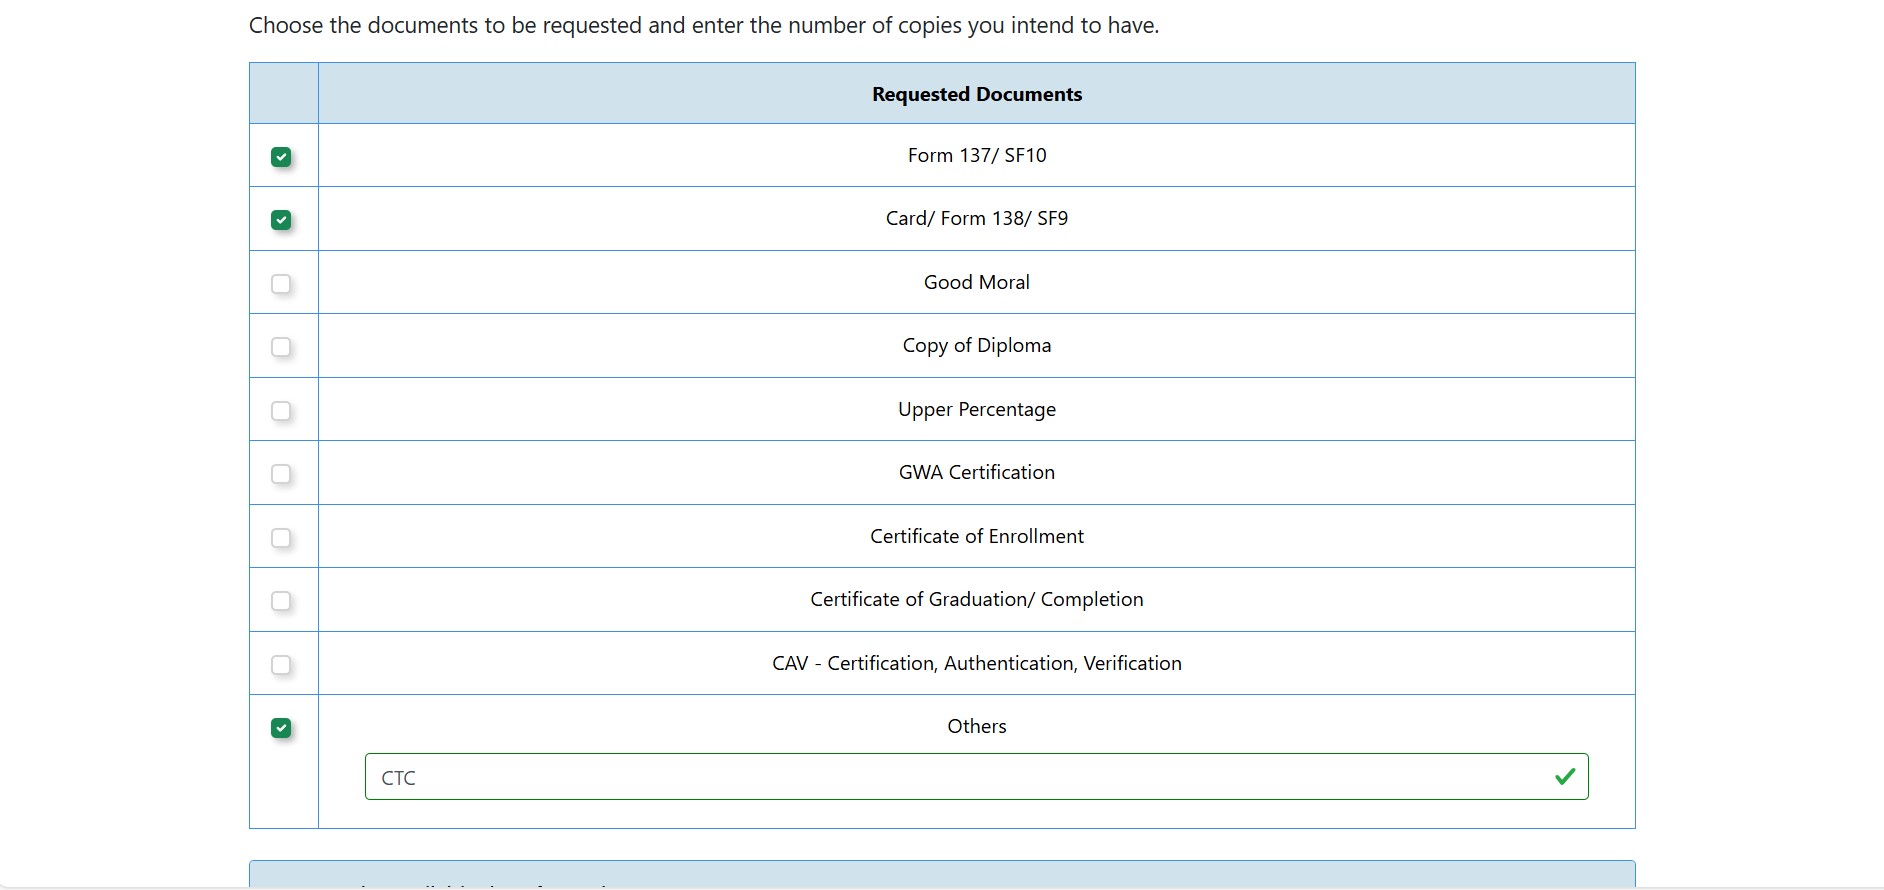 Choose the documents to be requested and enter the number of copies you intend to have.
Requested Documents
Form 137/ SF10
Card/ Form 138/ SF9
Good Moral
Copy of Diploma
Upper Percentage
GWA Certification
Certificate of Enrollment
Certificate of Graduation/ Completion
CAV - Certification, Authentication, Verification
Others
CTC